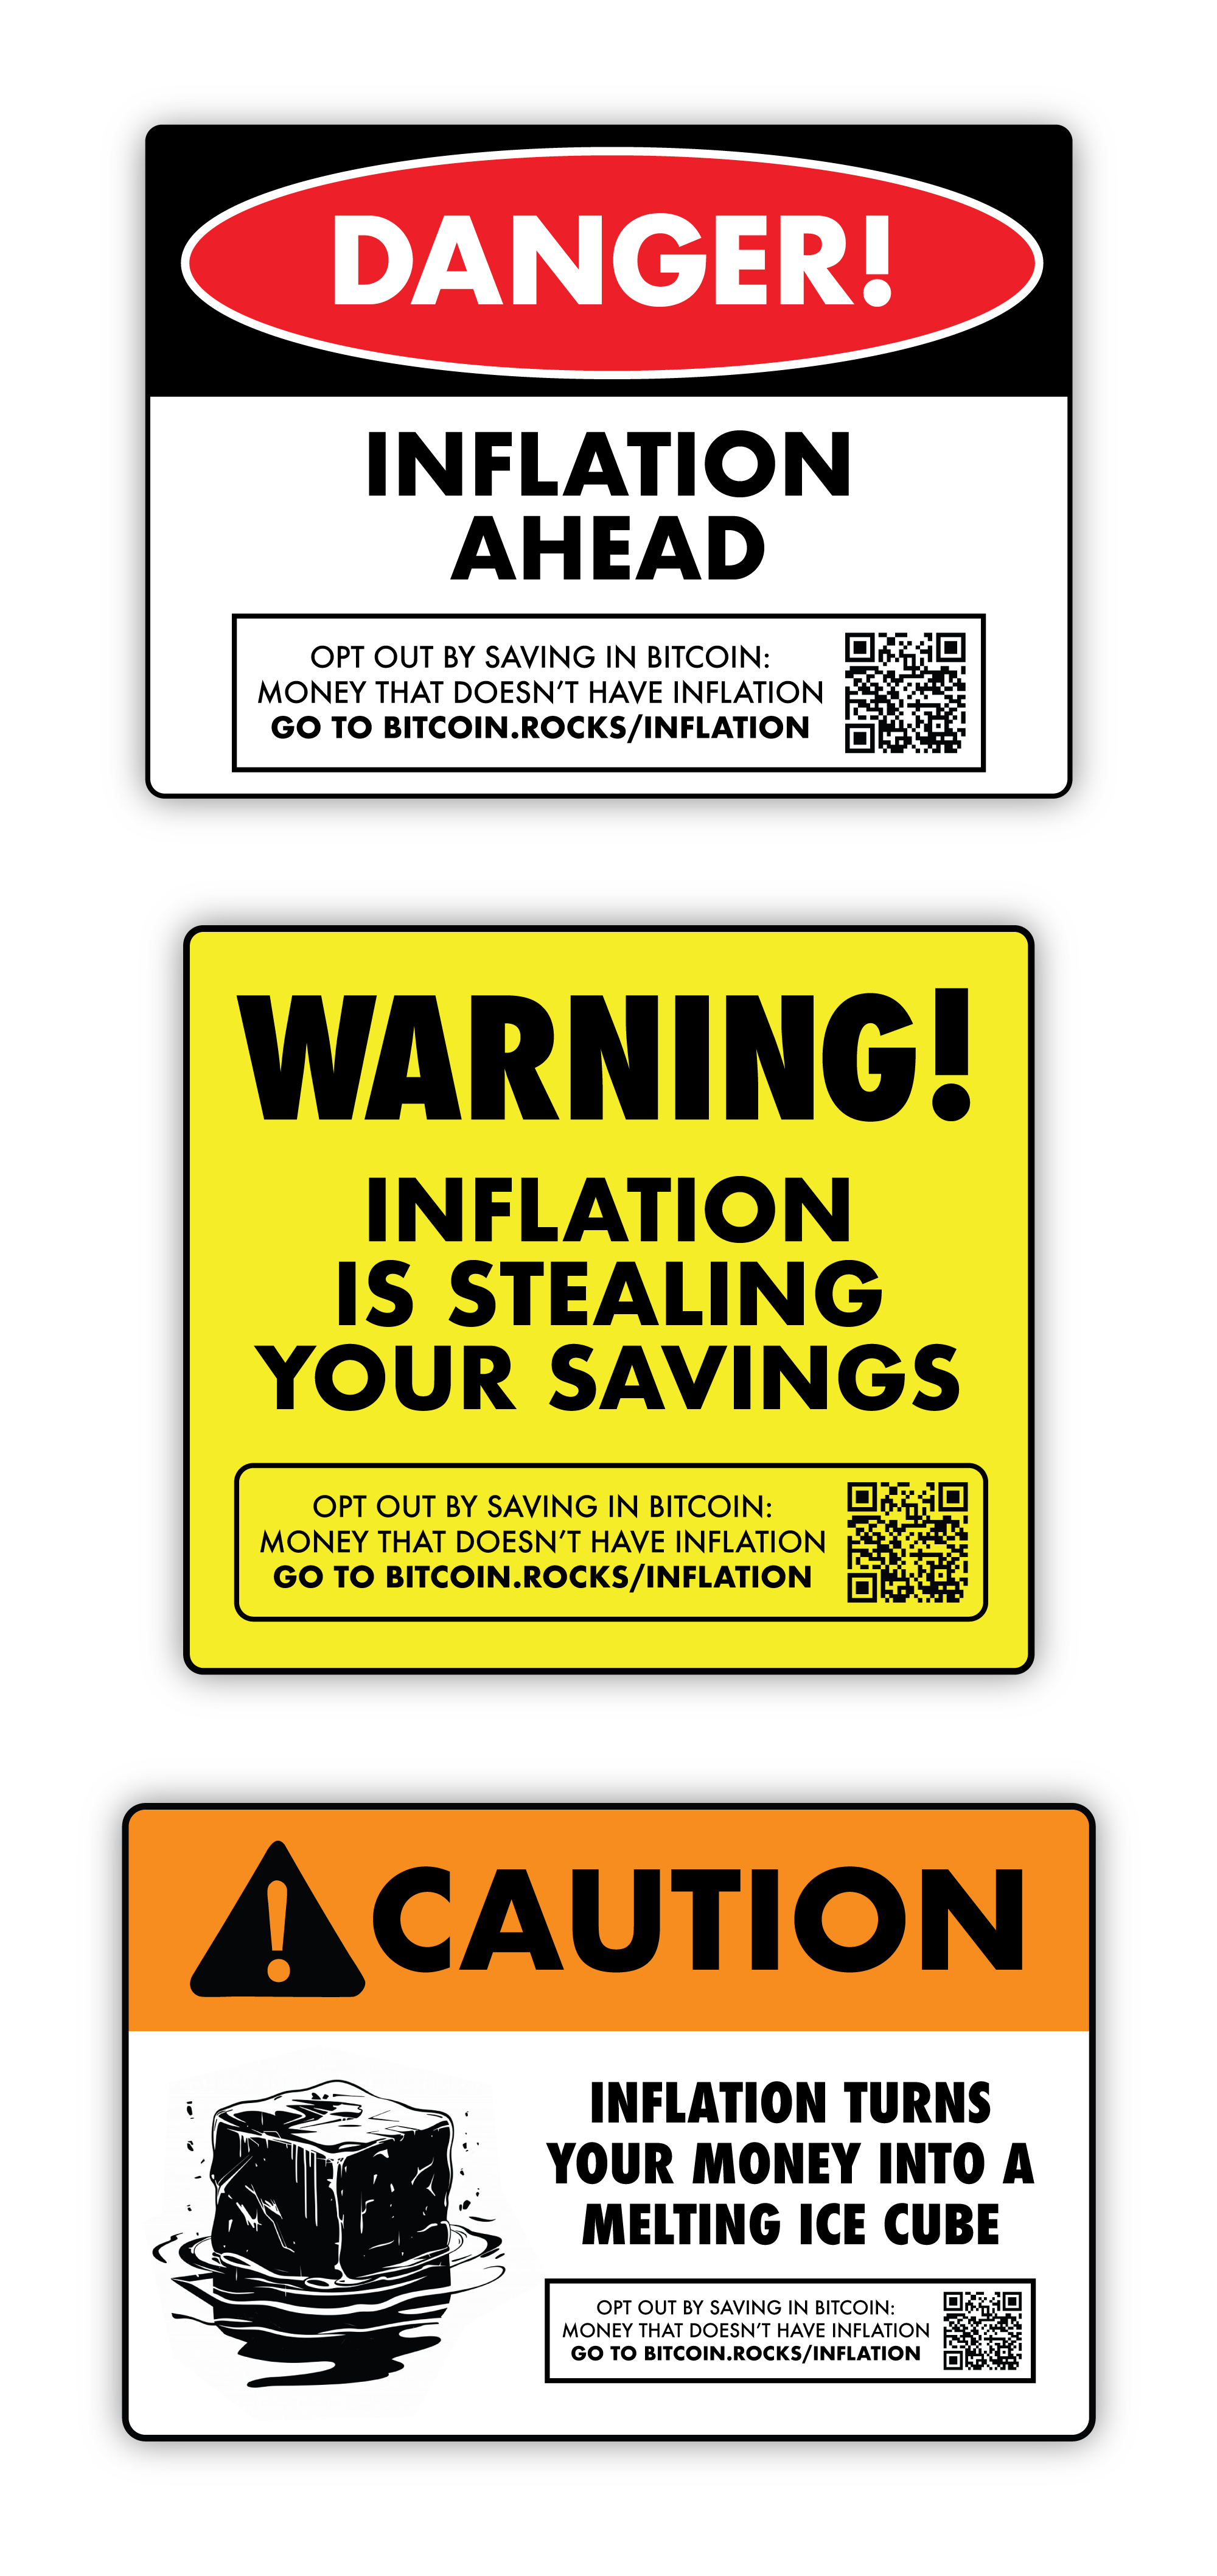 DANGER!
INFLATION
AHEAD
OPT OUT BY SAVING IN BITCOIN:
MONEY THAT DOESN'T HAVE INFLATION
GO TO BITCOIN.ROCKS/INFLATION
WARNING!
INFLATION
IS STEALING
YOUR SAVINGS
OPT OUT BY SAVING IN BITCOIN:
MONEY THAT DOESN'T HAVE INFLATION
GO TO BITCOIN.ROCKS/INFLATION
! CAUTION
INFLATION TURNS
YOUR MONEY INTO A
MELTING ICE CUBE
OPT OUT BY SAVING IN BITCOIN:
MONEY THAT DOESN'T HAVE INFLATION
GO TO BITCOIN.ROCKS/INFLATION